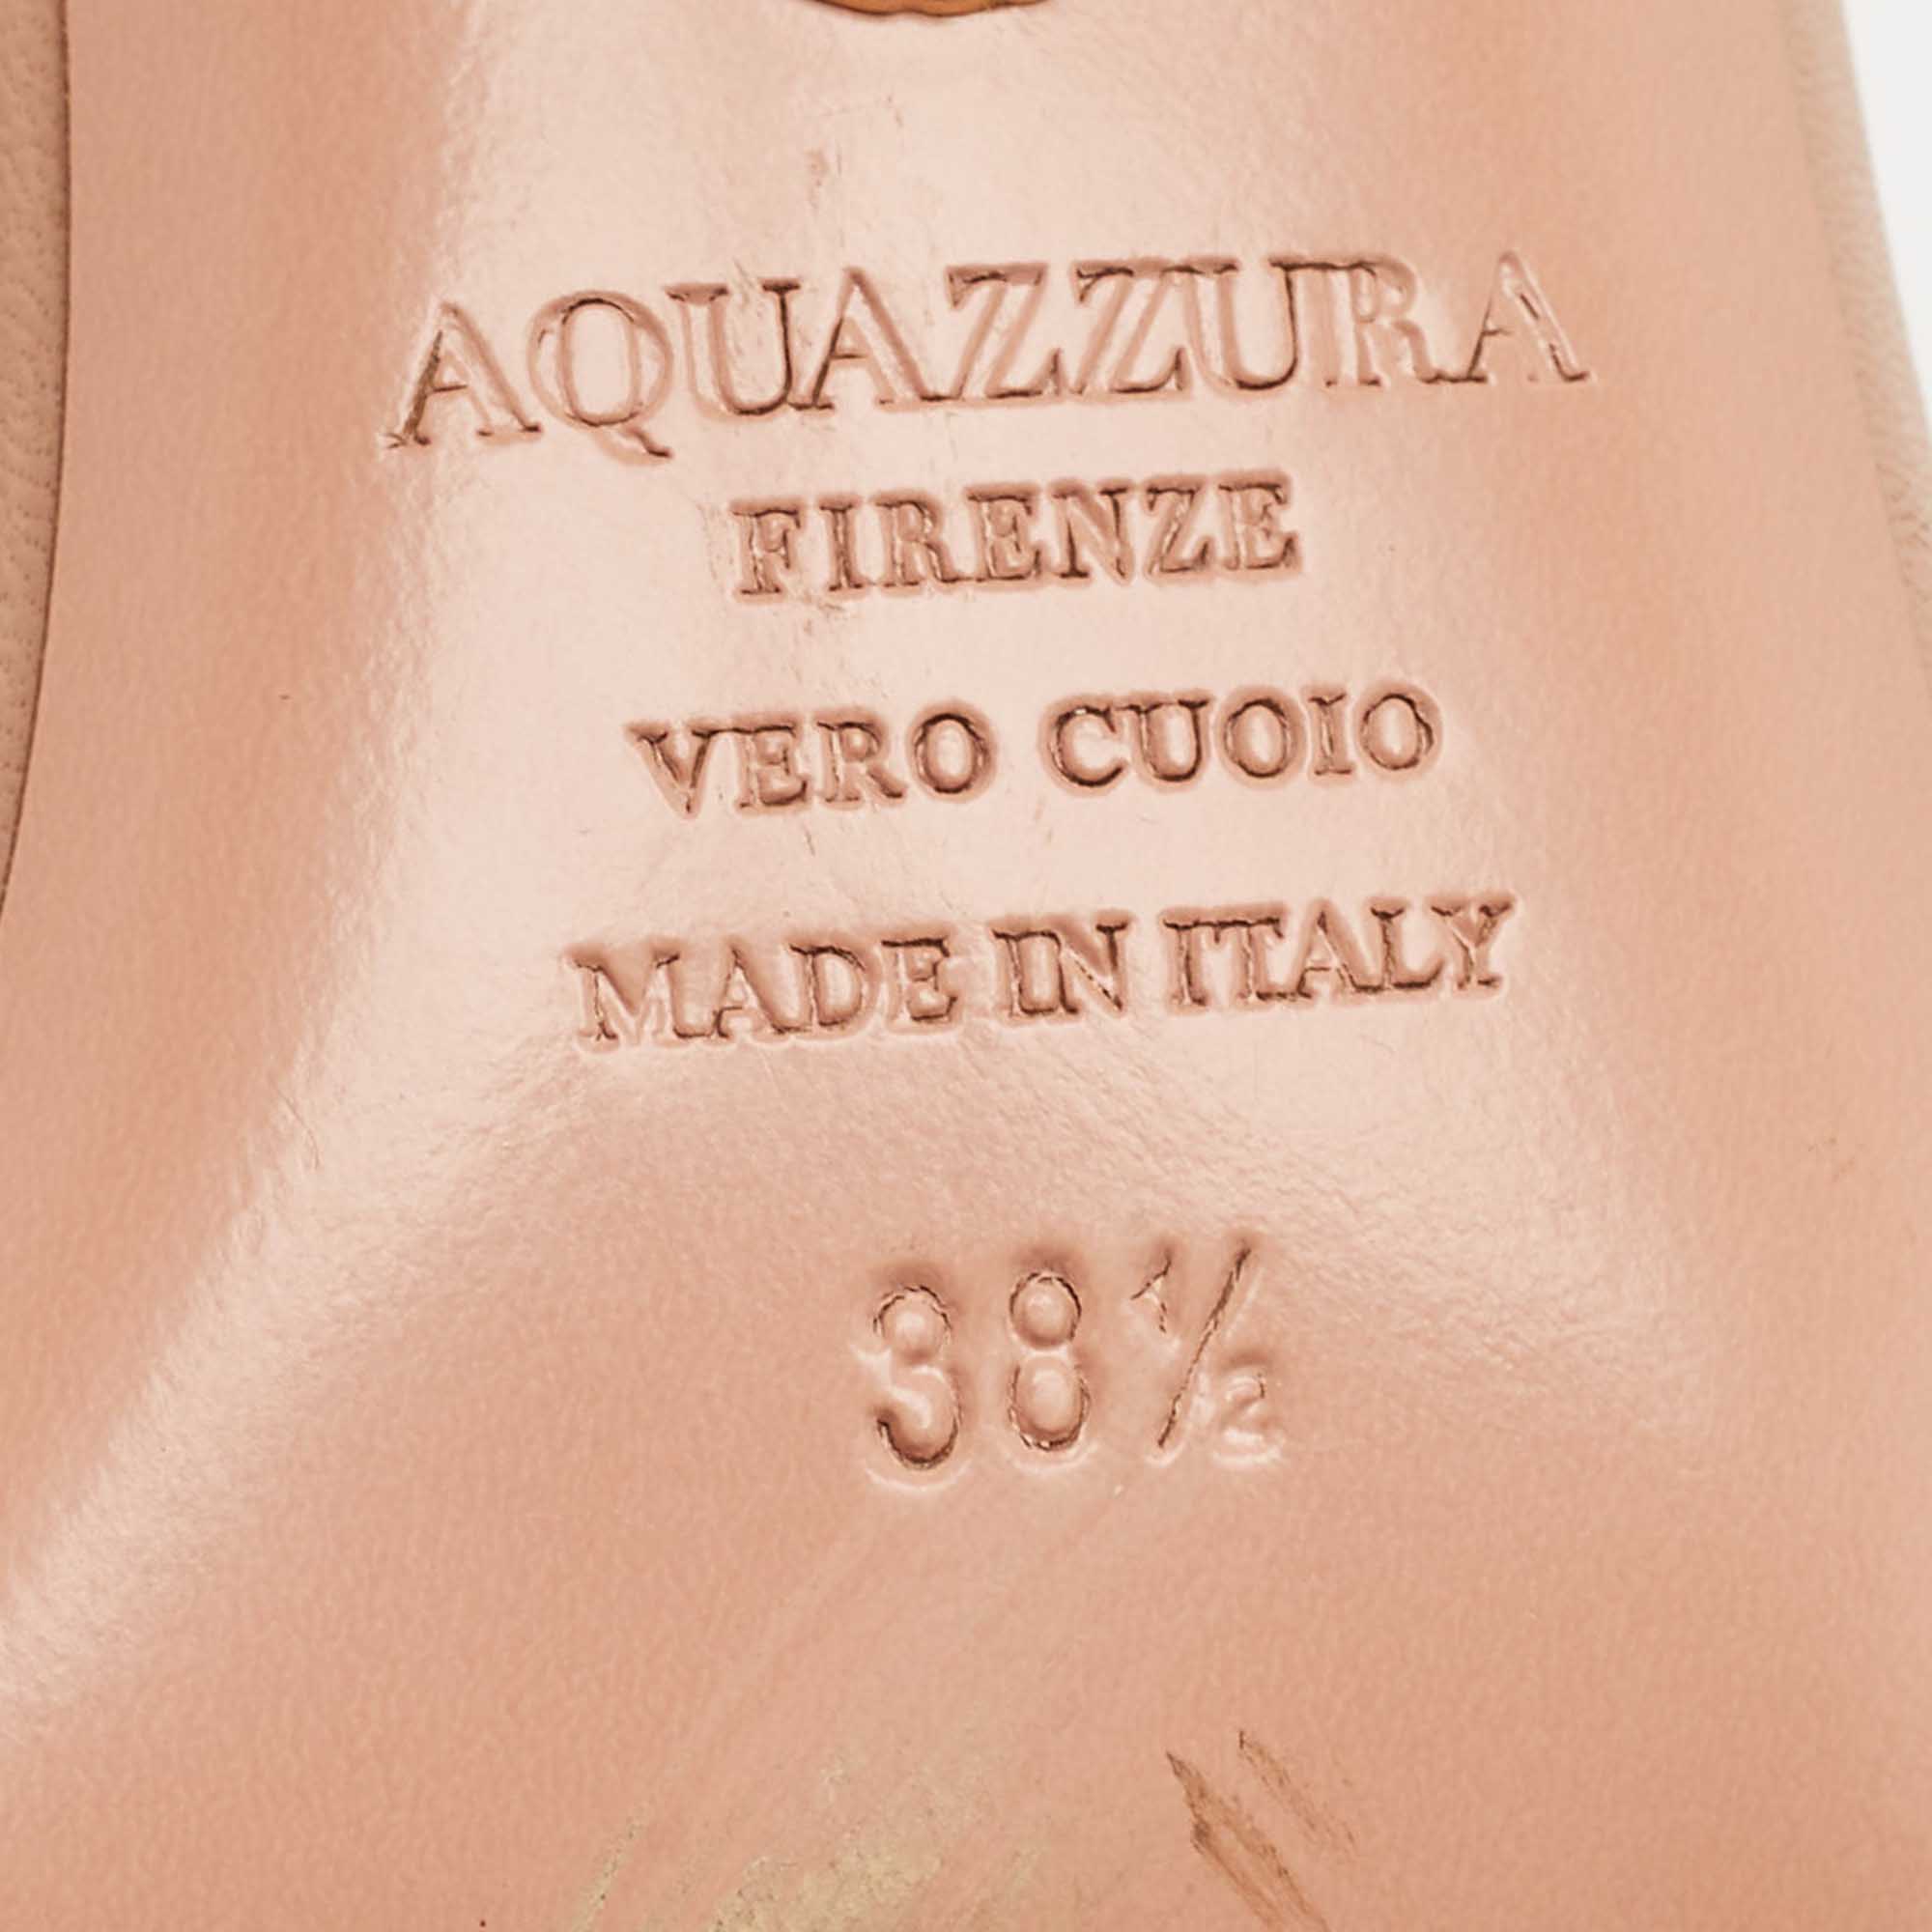 AQUAZZURA
FIRENZE
VERO CUOIO
MADE IN ITALY
38½